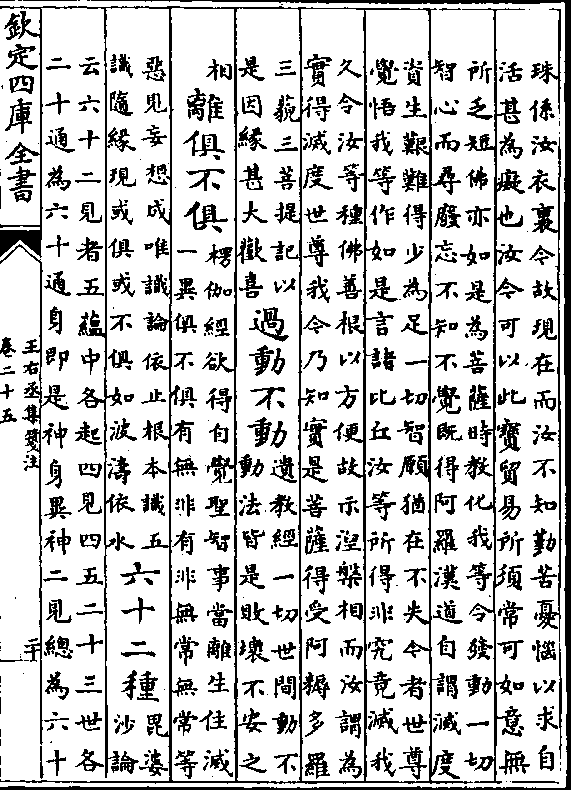 珠係汝衣裏今故現在而汝不知勤苦憂惱以求自
活甚為癡也汝今可以此寶貿易所須常可如意無
所乏短佛亦如是為菩薩時教化我等令發動一切
智心而尋廢忘不知不覺既得阿羅漢道自謂滅度
資生艱難得少為足一切智願猶在不失今者世尊
覺悟我等作如是言諸比丘汝等所得非究竟滅我
久令汝等種佛善根以方便故示湼槃相而汝謂為
實得滅度世尊我今乃知實是菩薩得受阿耨多羅
三藐三菩提記以
是因緣甚大歡喜
過動不動
遺教經一切世間動不
動法皆是敗壊不安之
相
離俱不俱
楞伽經欲得自覺聖智事當離生住滅
一異俱不俱有無非有非無常無常等
惡見妄想成唯識論依止根本識五
識隨緣現或俱或不俱如波濤依水
六十二種
毘婆
沙論
云六十二見者五蘊中各起四見四五二十三世各
二十通為六十通身即是神身異神二見總為六十
欽定四庫全書
王右丞集箋注
卷二十五
二十